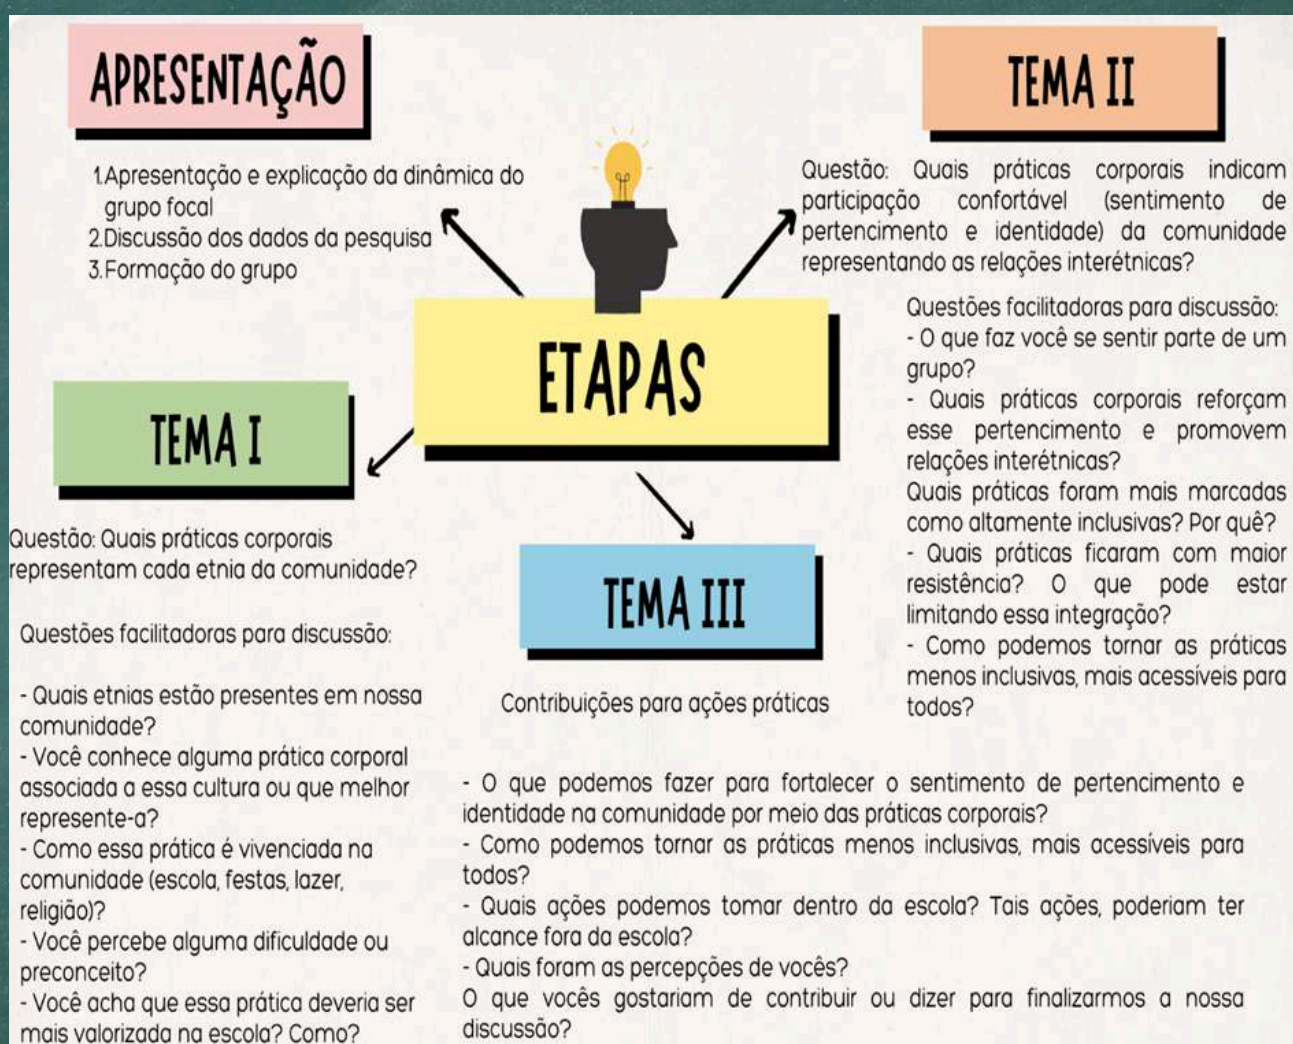 APRESENTAÇÃO
1.Apresentação e explicação da dinâmica do
grupo focal
2.Discussão dos dados da pesquisa
3.Formação do grupo
ETAPAS
TEMA I
Questão: Quais práticas corporais
representam cada etnia da comunidade?
Questões facilitadoras para discussão:
- Quais etnias estão presentes em nossa
comunidade?
- Você conhece alguma prática corporal
associada a essa cultura ou que melhor
represente-a?
- Como essa prática é vivenciada na
comunidade (escola, festas, lazer,
religião)?
- Você percebe alguma dificuldade ou
preconceito?
- Você acha que essa prática deveria ser
mais valorizada na escola? Como?
TEMA II
Questão: Quais práticas corporais indicam
participação confortável (sentimento de
pertencimento e identidade) da comunidade
representando as relações interétnicas?
Questões facilitadoras para discussão:
- O que faz você se sentir parte de um
grupo?
- Quais práticas corporais reforçam
esse pertencimento e promovem
relações interétnicas?
Quais práticas foram mais marcadas
como altamente inclusivas? Por quê?
- Quais práticas ficaram com maior
resistência? O que pode estar
limitando essa integração?
- Como podemos tornar as práticas
menos inclusivas, mais acessíveis para
todos?
TEMA III
Contribuições para ações práticas
- O que podemos fazer para fortalecer o sentimento de pertencimento e
identidade na comunidade por meio das práticas corporais?
- Como podemos tornar as práticas menos inclusivas, mais acessíveis para
todos?
- Quais ações podemos tomar dentro da escola? Tais ações, poderiam ter
alcance fora da escola?
- Quais foram as percepções de vocês?
O que vocês gostariam de contribuir ou dizer para finalizarmos a nossa
discussão?